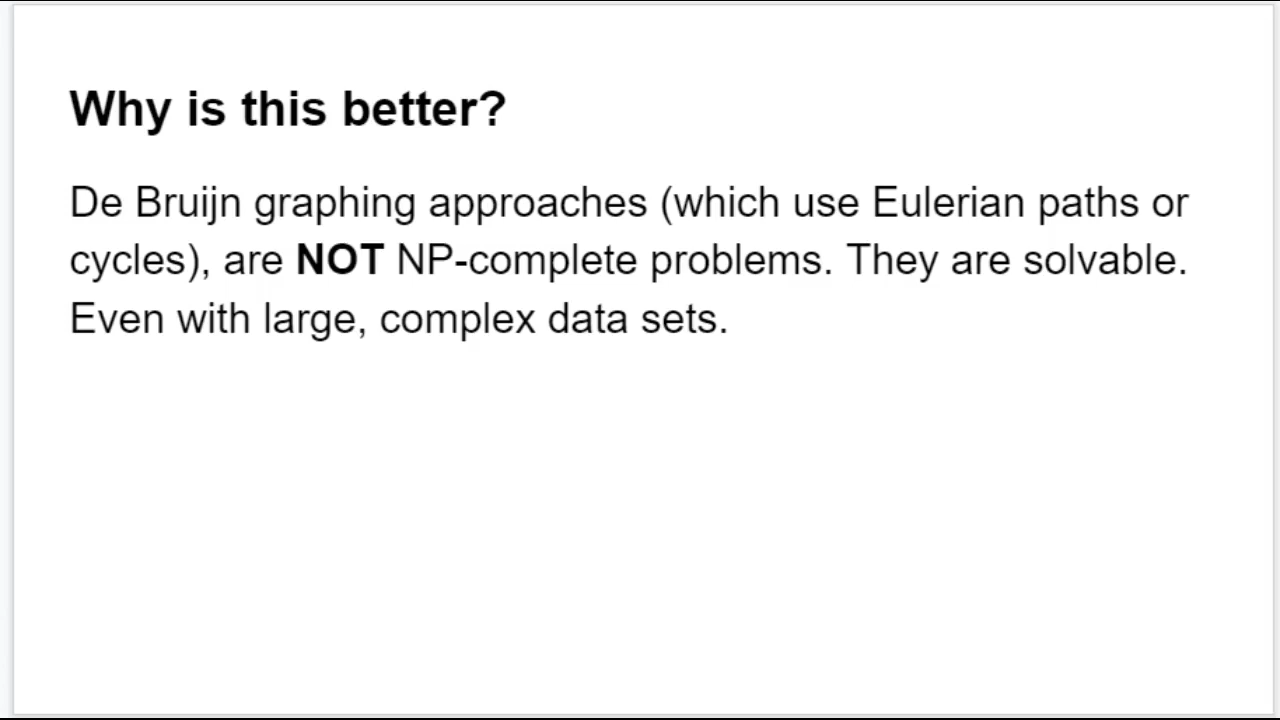 Why is this better?
De Bruijn graphing approaches (which use Eulerian paths or
cycles), are NOT NP-complete problems. They are solvable.
Even with large, complex data sets.